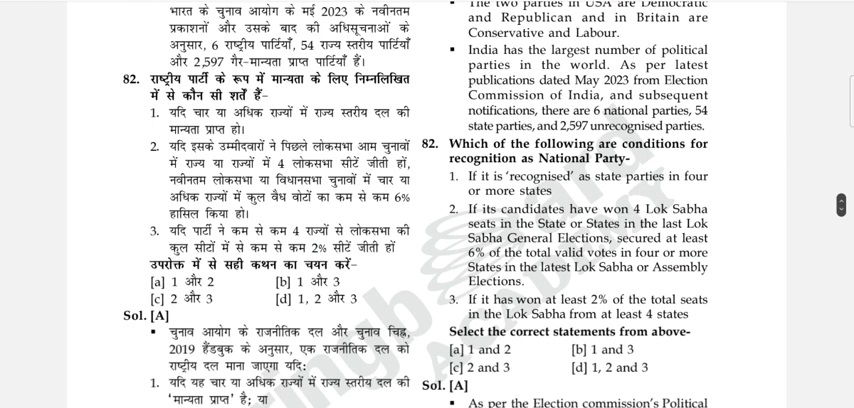 भारत के चुनाव आयोग के मई 2023 के नवीनतम
प्रकाशनों और उसके बाद की अधिसूचनाओं के
अनुसार, 6 राष्ट्रीय पार्टियाँ, 54 राज्य स्तरीय पार्टियाँ
और 2,597 गैर-मान्यता प्राप्त पार्टियाँ हैं।
82. राष्ट्रीय पार्टी के रूप में मान्यता के लिए निम्नलिखित
में से कौन सी शर्तें हैं–
1. यदि चार या अधिक राज्यों में राज्य स्तरीय दल की
मान्यता प्राप्त हो।
2. यदि इसके उम्मीदवारों ने पिछले लोकसभा आम चुनावों
में राज्य या राज्यों में 4 लोकसभा सीटें जीती हों,
नवीनतम लोकसभा या विधानसभा चुनावों में चार या
अधिक राज्यों में कुल वैध वोटों का कम से कम 6%
हासिल किया हो।
3. यदि पार्टी ने कम से कम 4 राज्यों से लोकसभा की
कुल सीटों में से कम से कम 2% सीटें जीती हों
उपरोक्त में से सही कथन का चयन करें–
[a] 1 और 2 [b] 1 और 3
[c] 2 और 3 [d] 1, 2 और 3
Sol. [A]
▪ चुनाव आयोग के राजनीतिक दल और चुनाव चिह्न,
2019 हैंडबुक के अनुसार, एक राजनीतिक दल को
राष्ट्रीय दल माना जाएगा यदि:
1. यदि यह चार या अधिक राज्यों में राज्य स्तरीय दल की
'मान्यता प्राप्त' है; या
▪ The two parties in USA are Democratic
and Republican and in Britain are
Conservative and Labour.
▪ India has the largest number of political
parties in the world. As per latest
publications dated May 2023 from Election
Commission of India, and subsequent
notifications, there are 6 national parties, 54
state parties, and 2,597 unrecognised parties.
82. Which of the following are conditions for
recognition as National Party-
1. If it is 'recognised' as state parties in four
or more states
2. If its candidates have won 4 Lok Sabha
seats in the State or States in the last Lok
Sabha General Elections, secured at least
6% of the total valid votes in four or more
States in the latest Lok Sabha or Assembly
Elections.
3. If it has won at least 2% of the total seats
in the Lok Sabha from at least 4 states
Select the correct statements from above-
[a] 1 and 2 [b] 1 and 3
[c] 2 and 3 [d] 1, 2 and 3
Sol. [A]
▪ As per the Election commission's Political